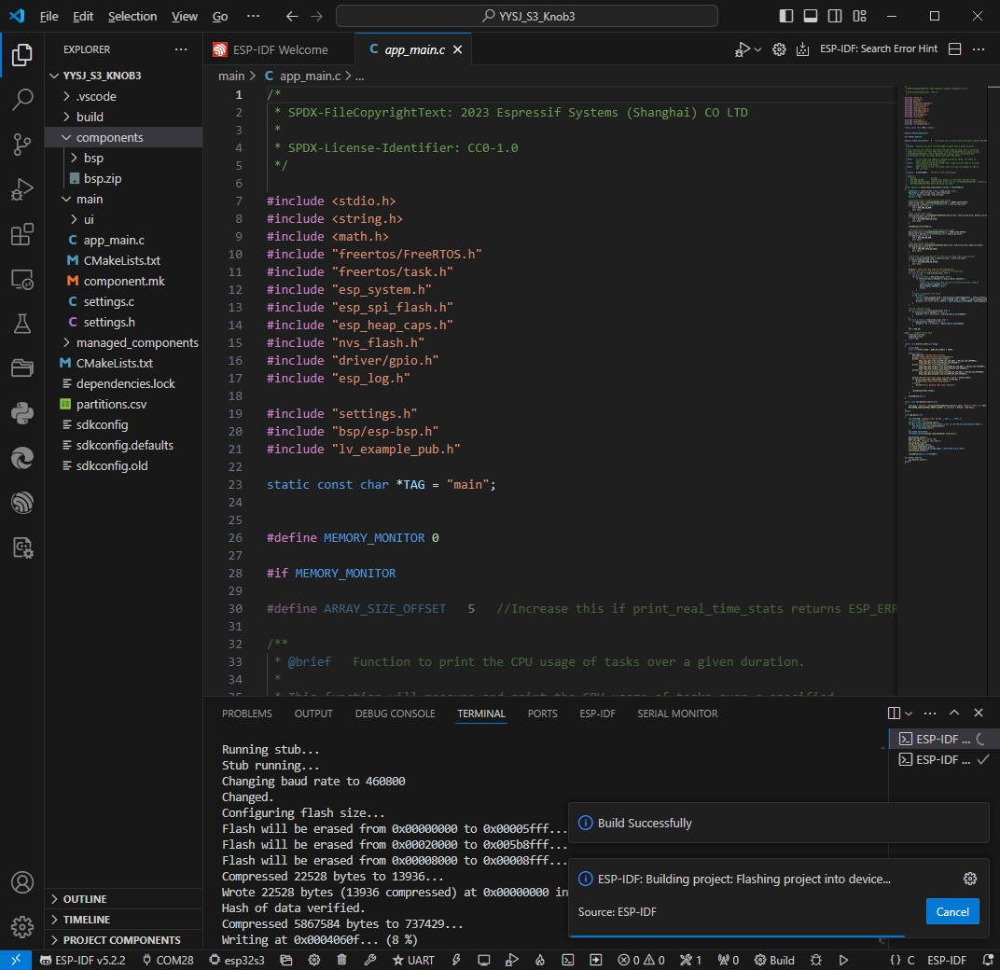 File Edit Selection View Go ··· YYSJ_S3_Knob3
EXPLORER ···
YYSJ_S3_KNOB3
.vscode
build
components
bsp
bsp.zip
main
ui
C app_main.c
M CMakeLists.txt
M component.mk
C settings.c
C settings.h
managed_components
M CMakeLists.txt
dependencies.lock
partitions.csv
sdkconfig
sdkconfig.defaults
sdkconfig.old
OUTLINE
TIMELINE
PROJECT COMPONENTS
ESP-IDF Welcome C app_main.c ESP-IDF: Search Error Hint ···
main > C app_main.c > ...
1 /*
2 * SPDX-FileCopyrightText: 2023 Espressif Systems (Shanghai) CO LTD
3 *
4 * SPDX-License-Identifier: CC0-1.0
5 */
6
7 #include <stdio.h>
8 #include <string.h>
9 #include <math.h>
10 #include "freertos/FreeRTOS.h"
11 #include "freertos/task.h"
12 #include "esp_system.h"
13 #include "esp_spi_flash.h"
14 #include "esp_heap_caps.h"
15 #include "nvs_flash.h"
16 #include "driver/gpio.h"
17 #include "esp_log.h"
18
19 #include "settings.h"
20 #include "bsp/esp-bsp.h"
21 #include "lv_example_pub.h"
22
23 static const char *TAG = "main";
24
25
26 #define MEMORY_MONITOR 0
27
28 #if MEMORY_MONITOR
29
30 #define ARRAY_SIZE_OFFSET 5 //Increase this if print_real_time_stats returns ESP_ERR
31
32 /**
33 * @brief Function to print the CPU usage of tasks over a given duration.
34 *
35 * This function will measure and print the CPU usage of tasks over a specified
PROBLEMS OUTPUT DEBUG CONSOLE TERMINAL PORTS ESP-IDF SERIAL MONITOR
Running stub...
Stub running...
Changing baud rate to 460800
Changed.
Configuring flash size...
Flash will be erased from 0x00000000 to 0x00005fff...
Flash will be erased from 0x00020000 to 0x005b8fff...
Flash will be erased from 0x00008000 to 0x00008fff...
Compressed 22528 bytes to 13936...
Wrote 22528 bytes (13936 compressed) at 0x00000000 in
Hash of data verified.
Compressed 5867584 bytes to 737429...
Writing at 0x0004060f... (8 %)
ESP-IDF ...
ESP-IDF ...
Build Successfully
ESP-IDF: Building project: Flashing project into device...
Source: ESP-IDF
Cancel
ESP-IDF v5.2.2 COM28 esp32s3 UART 0 0 1 0 Build {} C ESP-IDF